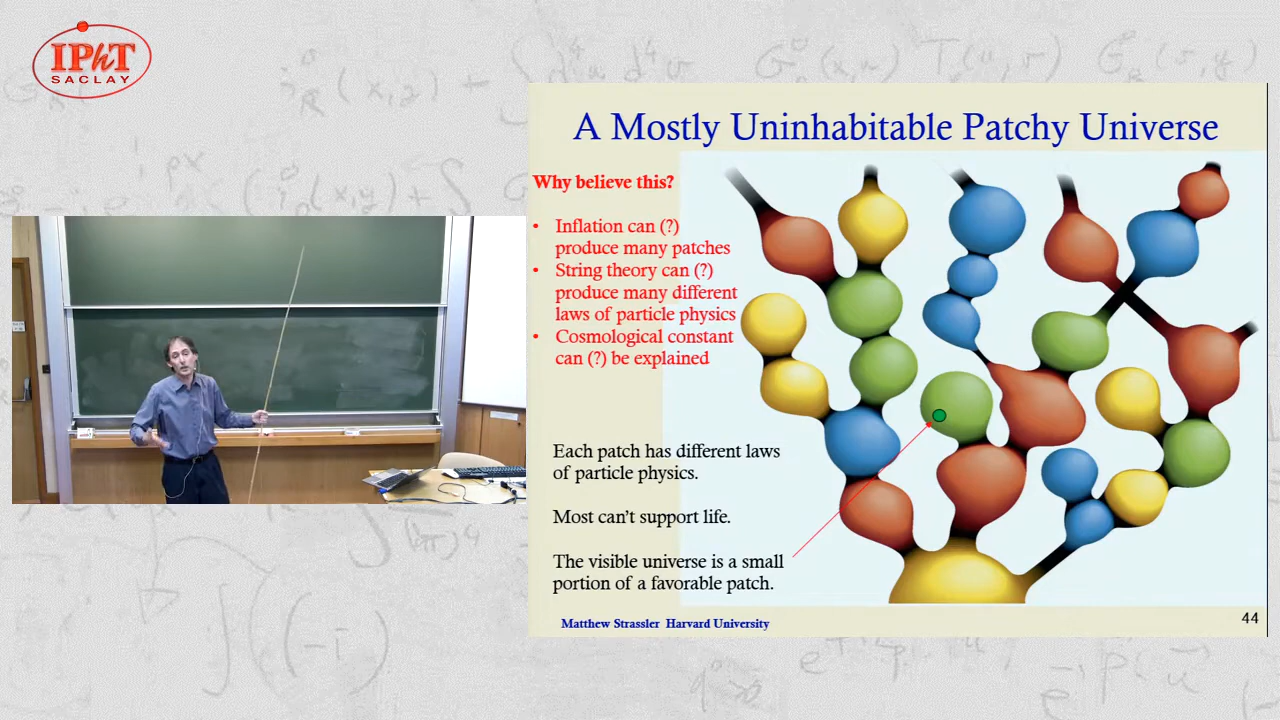 IPhT
SACLAY
A Mostly Uninhabitable Patchy Universe
Why believe this?
• Inflation can (?)
produce many patches
• String theory can (?)
produce many different
laws of particle physics
• Cosmological constant
can (?) be explained
Each patch has different laws
of particle physics.
Most can't support life.
The visible universe is a small
portion of a favorable patch.
Matthew Strassler Harvard University
44